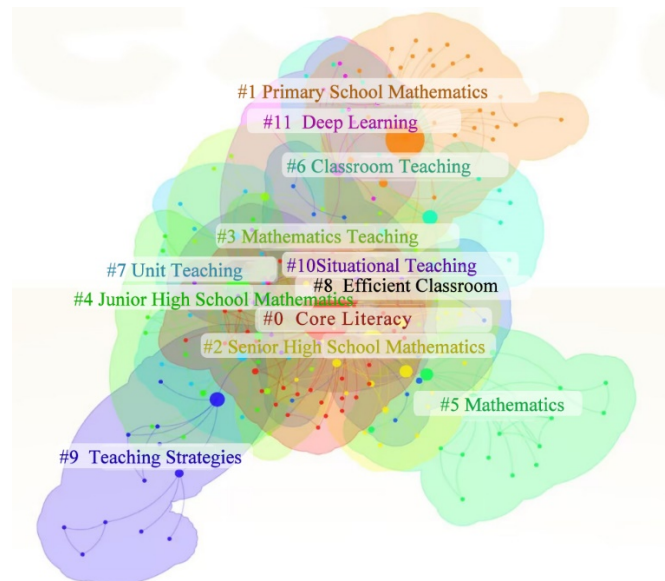 #1 Primary School Mathematics
#11 Deep Learning
#6 Classroom Teaching
#3 Mathematics Teaching
#7 Unit Teaching
#10Situational Teaching
#8 Efficient Classroom
#4 Junior High School Mathematics
#0 Core Literacy
#2 Senior High School Mathematics
#5 Mathematics
#9 Teaching Strategies